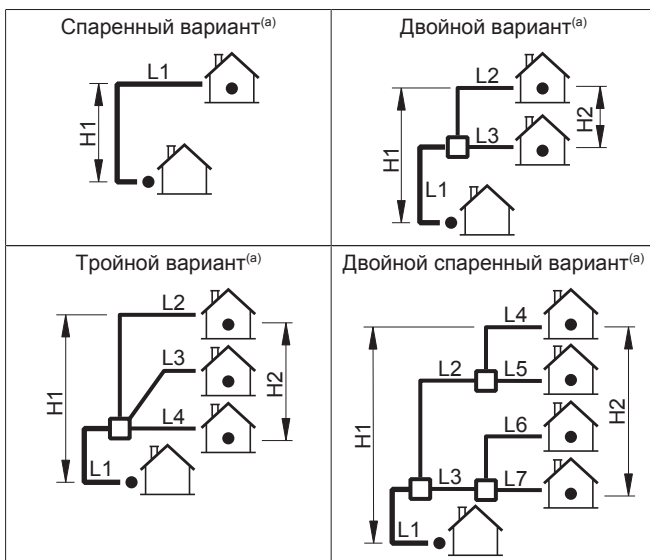 Спаренный вариант(a)
L1
H1
Двойной вариант(a)
L2
H2
L3
H1
L1
Тройной вариант(a)
L2
L3
H1
H2
L4
L1
Двойной спаренный вариант(a)
L4
L2
L5
H1
H2
L6
L3
L7
L1